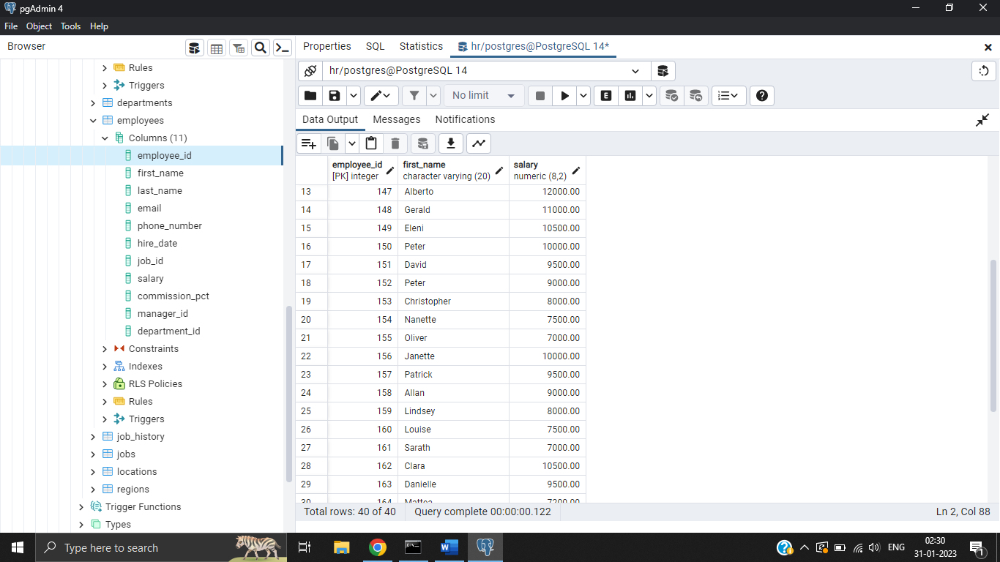 pgAdmin 4
File Object Tools Help
Browser
Properties SQL Statistics hr/postgres@PostgreSQL 14*
hr/postgres@PostgreSQL 14
No limit
E
Data Output Messages Notifications
Rules
Triggers
departments
employees
Columns (11)
employee_id
first_name
last_name
email
phone_number
hire_date
job_id
salary
commission_pct
manager_id
department_id
Constraints
Indexes
RLS Policies
Rules
Triggers
job_history
jobs
locations
regions
Trigger Functions
Types
employee_id first_name salary
[PK] integer character varying (20) numeric (8,2)
13 147 Alberto 12000.00
14 148 Gerald 11000.00
15 149 Eleni 10500.00
16 150 Peter 10000.00
17 151 David 9500.00
18 152 Peter 9000.00
19 153 Christopher 8000.00
20 154 Nanette 7500.00
21 155 Oliver 7000.00
22 156 Janette 10000.00
23 157 Patrick 9500.00
24 158 Allan 9000.00
25 159 Lindsey 8000.00
26 160 Louise 7500.00
27 161 Sarath 7000.00
28 162 Clara 10500.00
29 163 Danielle 9500.00
30 164 Mattea 7200.00
Total rows: 40 of 40 Query complete 00:00:00.122 Ln 2, Col 88
Type here to search
ENG
02:30
31-01-2023
1